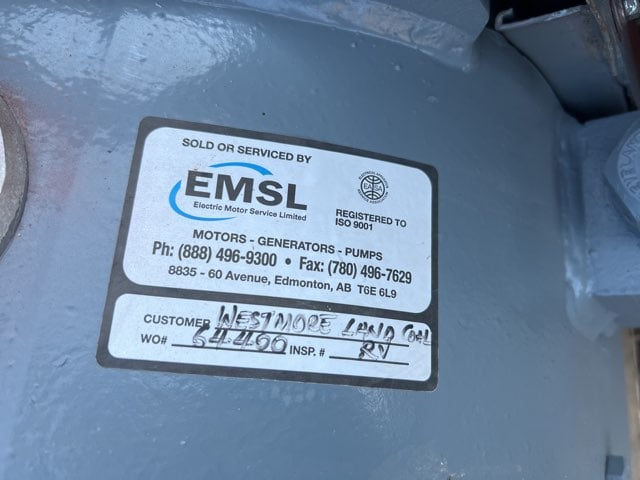 SOLD OR SERVICED BY
EMSL
Electric Motor Service Limited
REGISTERED TO
ISO 9001
MOTORS - GENERATORS - PUMPS
Ph: (888) 496-9300 • Fax: (780) 496-7629
8835 - 60 Avenue, Edmonton, AB T6E 6L9
CUSTOMER WESTMORE LAND COAL
WO# 64400 INSP. # RV